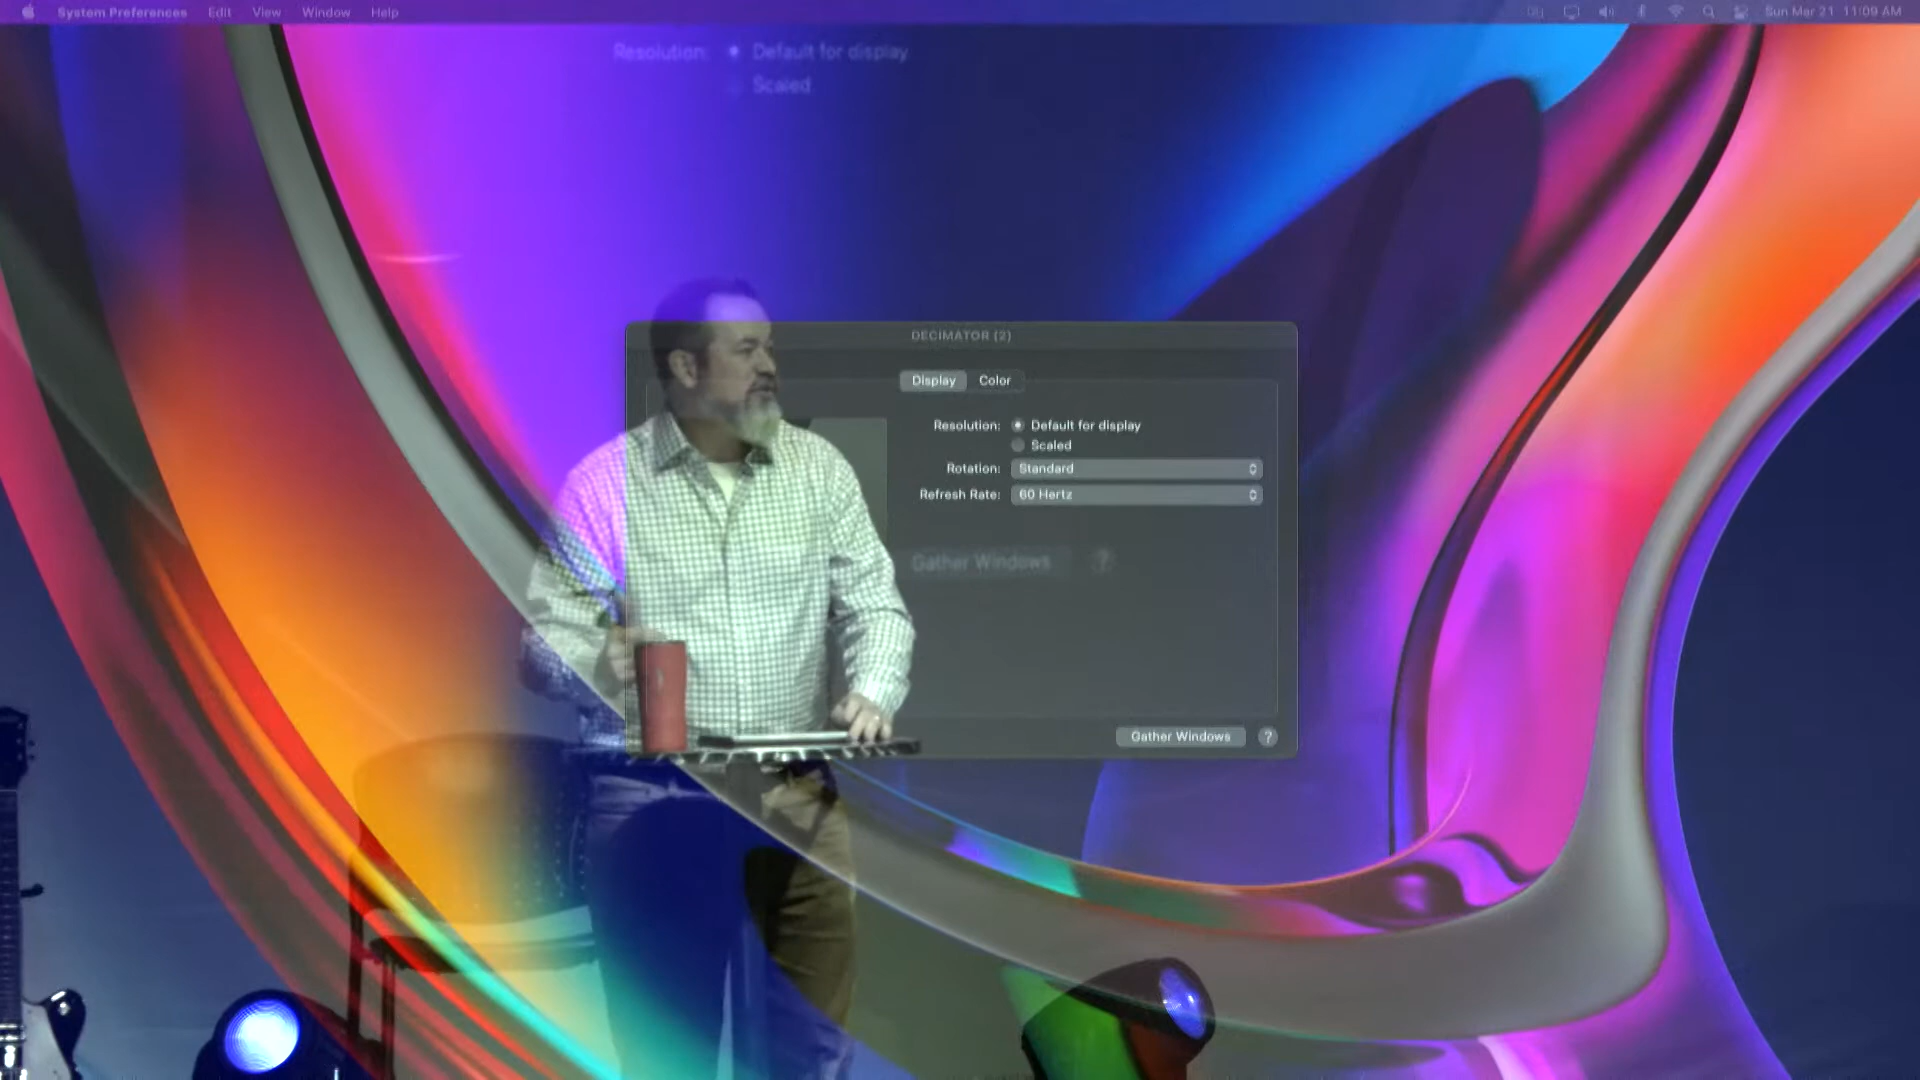 System Preferences Edit View Window Help Sun Mar 21 11:09 AM
Resolution: Default for display
Scaled
DECIMATOR (2)
Display Color
Resolution: Default for display
Scaled
Rotation: Standard
Refresh Rate: 60 Hertz
Gather Windows ?
Gather Windows ?